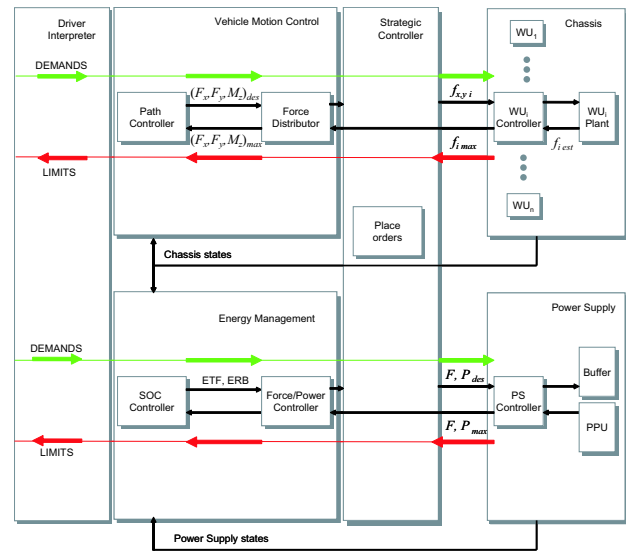 Driver
Interpreter
Vehicle Motion Control
Strategic
Controller
Chassis
WU1
DEMANDS
(Fx,Fy,Mz)des
fx,y i
Path
Controller
Force
Distributor
WUi
Controller
WUi
Plant
(Fx,Fy,Mz)max
fi max
fi est
LIMITS
WUn
Place
orders
Chassis states
Energy Management
Power Supply
DEMANDS
ETF, ERB
F, Pdes
Buffer
SOC
Controller
Force/Power
Controller
PS
Controller
PPU
F, Pmax
LIMITS
Power Supply states